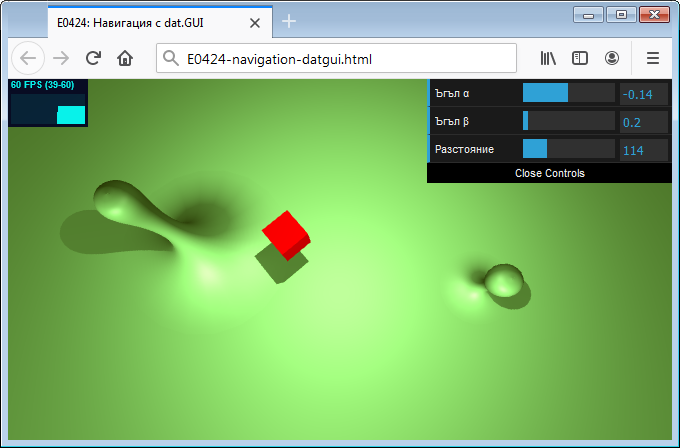 E0424: Навигация с dat.GUI
E0424-navigation-datgui.html
60 FPS (39-60)
Ъгъл α
-0.14
Ъгъл β
0.2
Разстояние
114
Close Controls